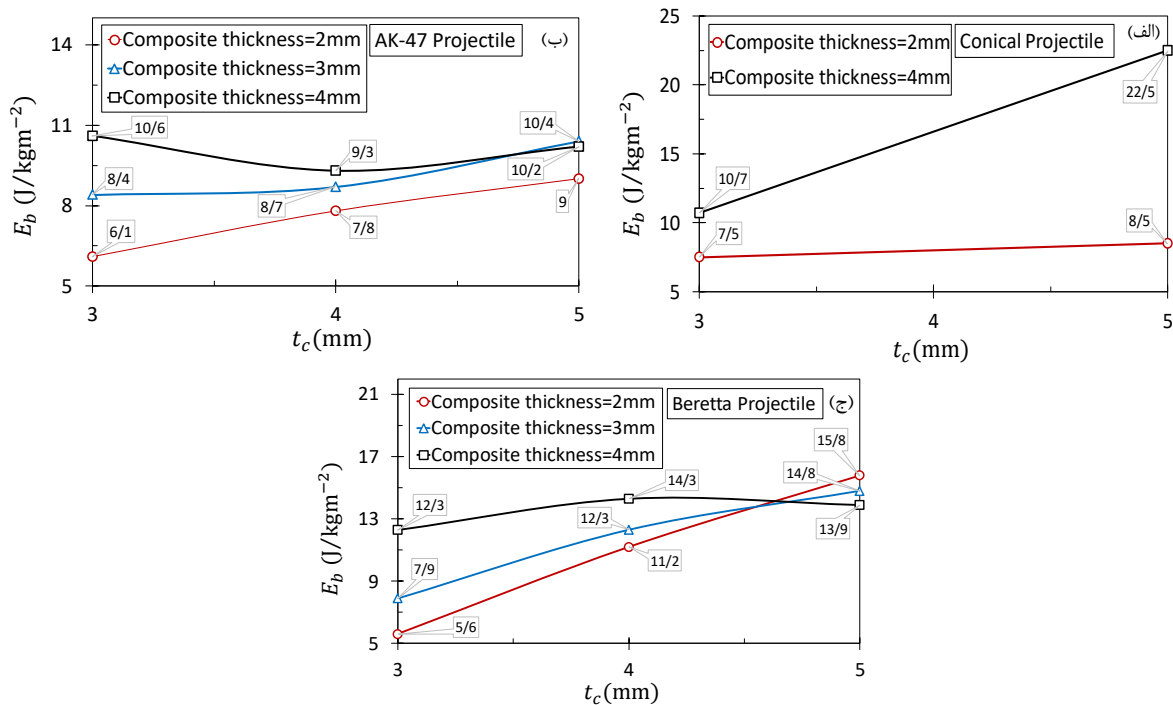 (الف)
Conical Projectile
Composite thickness=2mm
Composite thickness=4mm
E_b (J/kgm⁻²)
25
20
15
10
5
10/7
7/5
22/5
8/5
3
4
5
t_c(mm)
(ب)
AK-47 Projectile
Composite thickness=2mm
Composite thickness=3mm
Composite thickness=4mm
E_b (J/kgm⁻²)
14
11
8
5
10/6
8/4
6/1
9/3
8/7
7/8
10/4
10/2
9
3
4
5
t_c(mm)
(ج)
Beretta Projectile
Composite thickness=2mm
Composite thickness=3mm
Composite thickness=4mm
E_b (J/kgm⁻²)
21
17
13
9
5
12/3
7/9
5/6
14/3
12/3
11/2
15/8
14/8
13/9
3
4
5
t_c(mm)